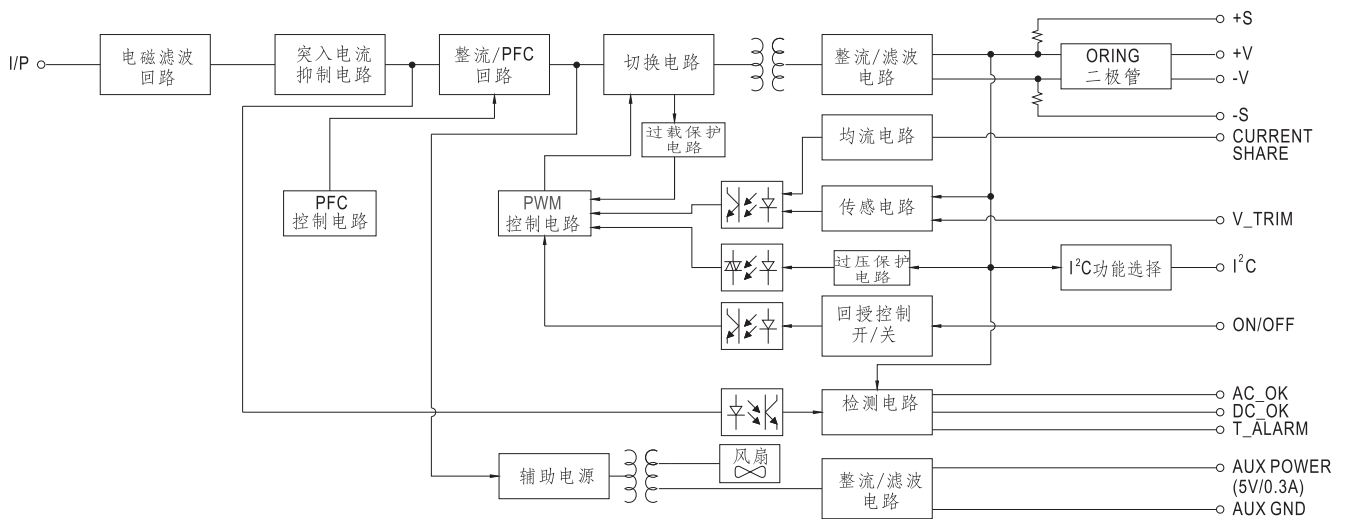 I/P
电磁滤波
回路
突入电流
抑制电路
整流/PFC
回路
切换电路
整流/滤波
电路
ORING
二极管
+S
+V
-V
-S
过载保护
电路
均流电路
CURRENT
SHARE
PFC
控制电路
PWM
控制电路
传感电路
V_TRIM
过压保护
电路
I²C功能选择
I²C
回授控制
开/关
ON/OFF
检测电路
AC_OK
DC_OK
T_ALARM
辅助电源
风扇
整流/滤波
电路
AUX POWER
(5V/0.3A)
AUX GND